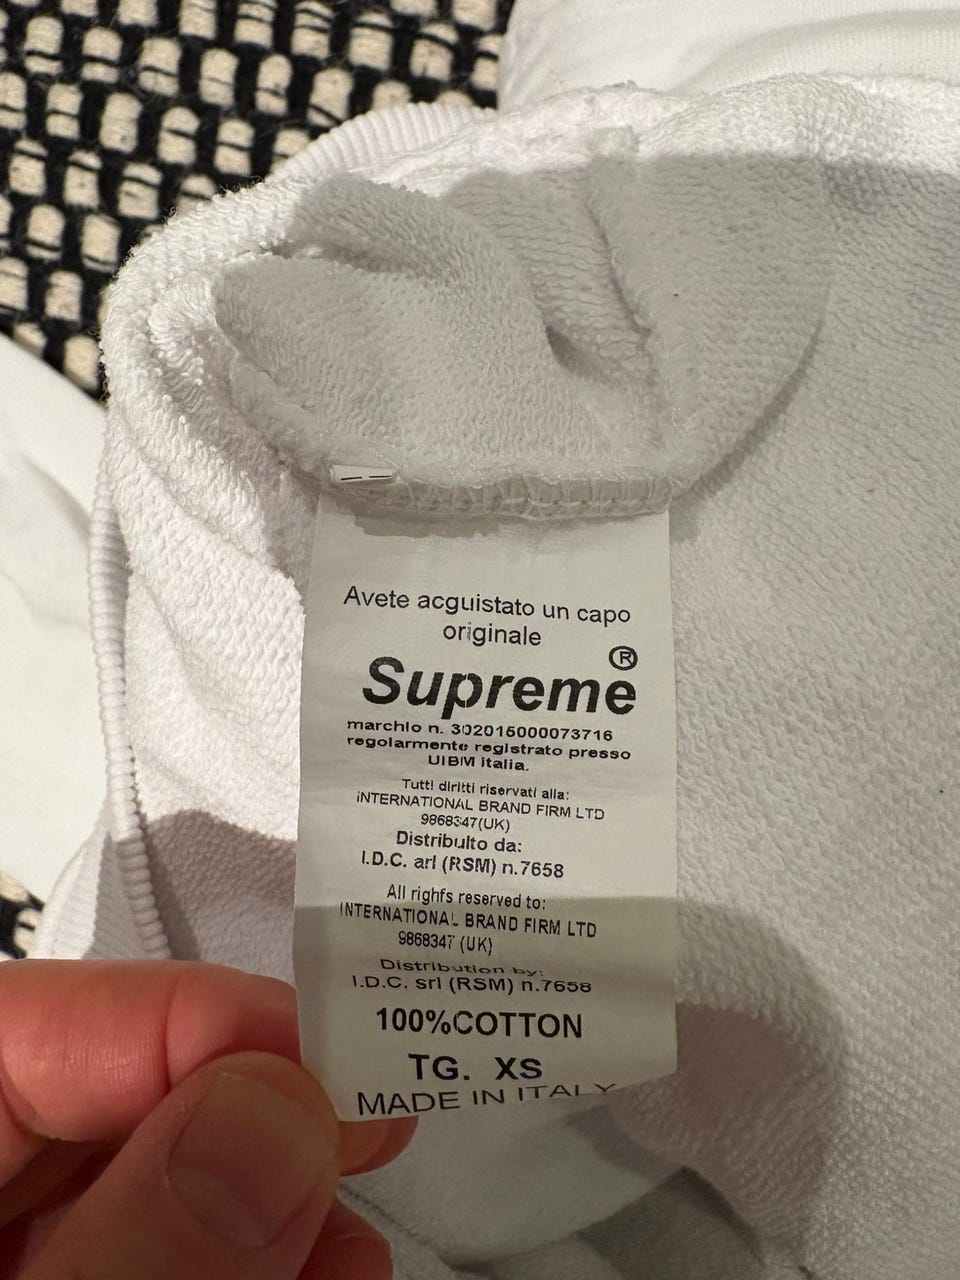 Avete acguistato un capo
originale
Supreme®
marchio n. 302015000073716
regolarmente registrato presso
UIBM italia.
Tutti diritti riservati alla:
INTERNATIONAL BRAND FIRM LTD
9868347(UK)
Distribuito da:
I.D.C. arl (RSM) n.7658
All righfs reserved to:
INTERNATIONAL BRAND FIRM LTD
9868347 (UK)
Distribution by:
I.D.C. srl (RSM) n.7658
100%COTTON
TG. XS
MADE IN ITALY